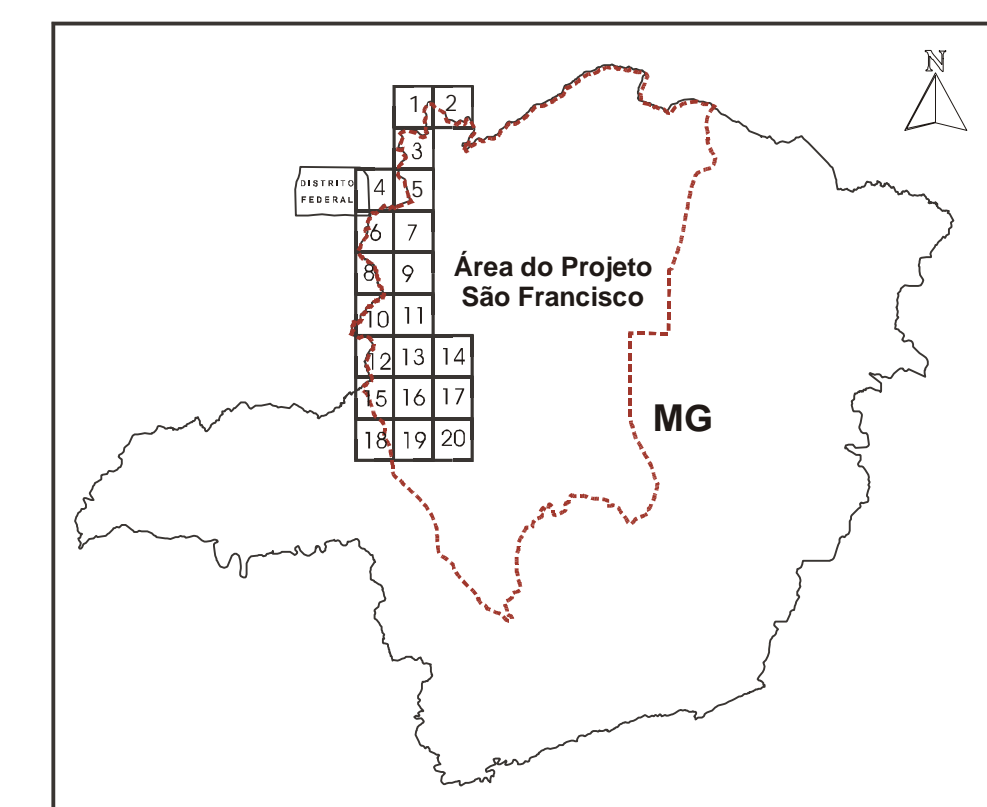 N
1 2
3
DISTRITO
FEDERAL
4 5
6 7
8 9
10 11
12 13 14
15 16 17
18 19 20
Área do Projeto
São Francisco
MG